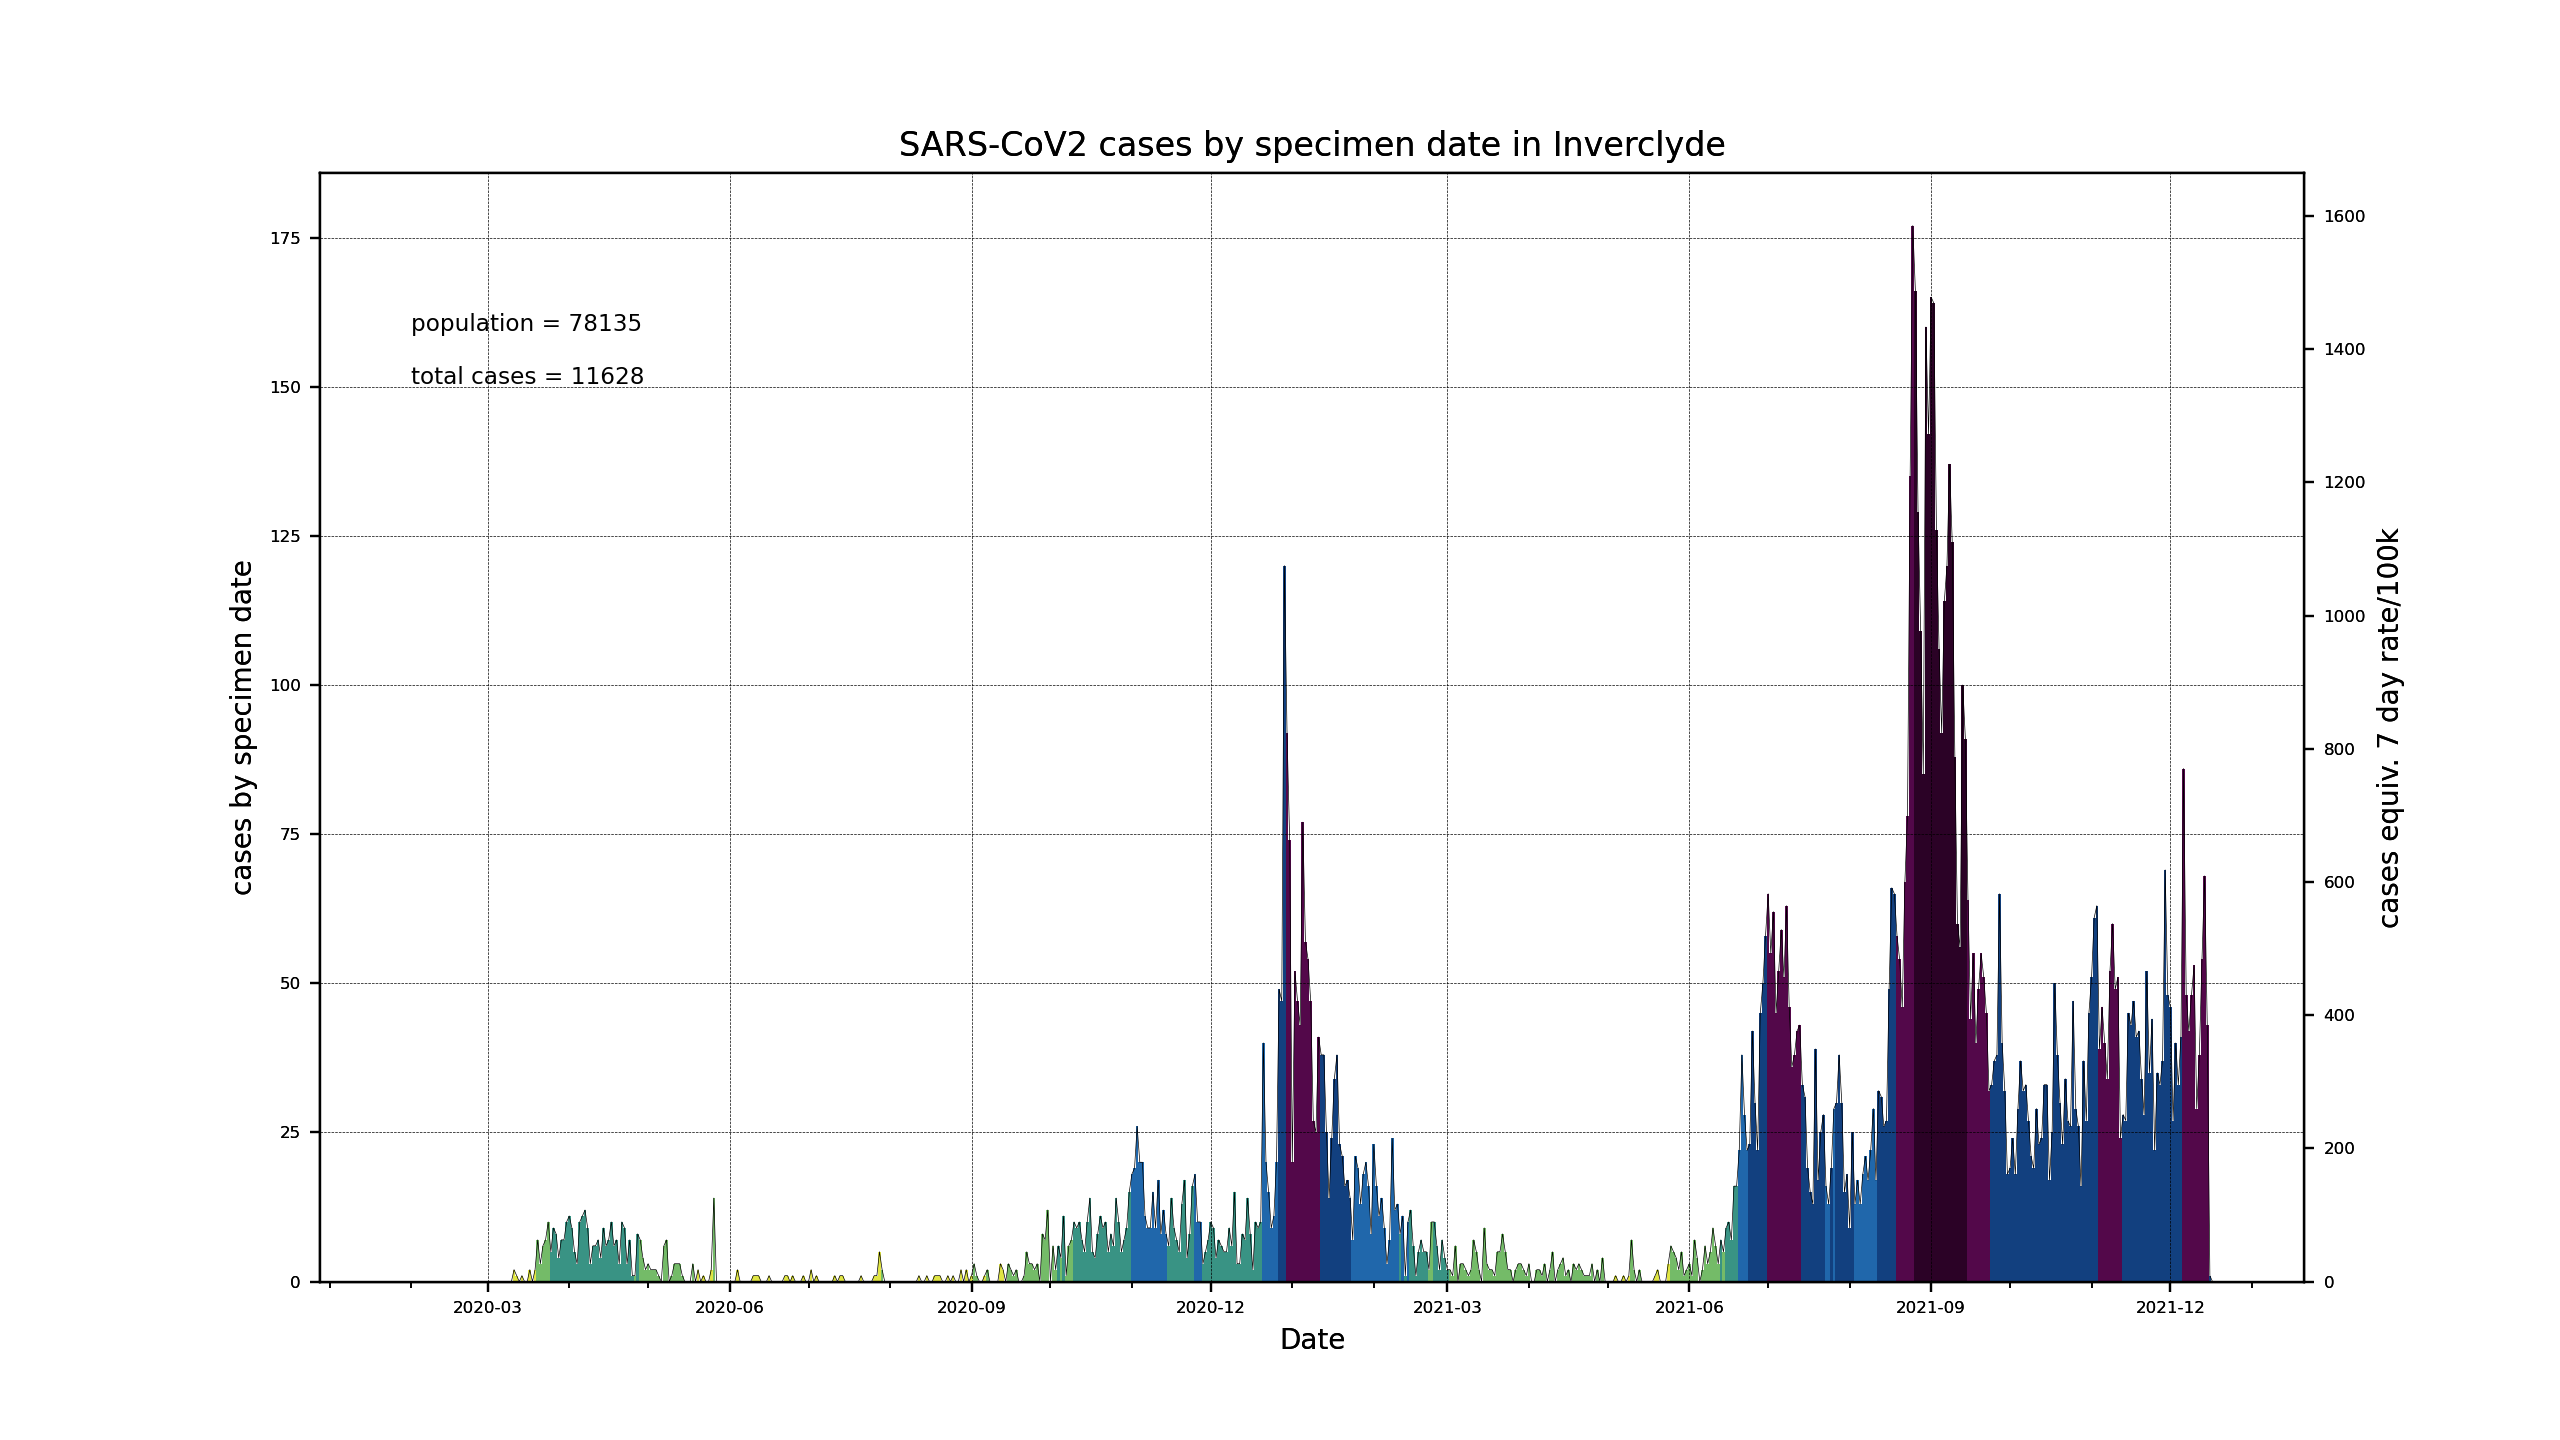 SARS-CoV2 cases by specimen date in Inverclyde
population = 78135
total cases = 11628
cases by specimen date
175
150
125
100
75
50
25
0
1600
1400
1200
1000
800
600
400
200
0
cases equiv. 7 day rate/100k
2020-03 2020-06 2020-09 2020-12 2021-03 2021-06 2021-09 2021-12
Date